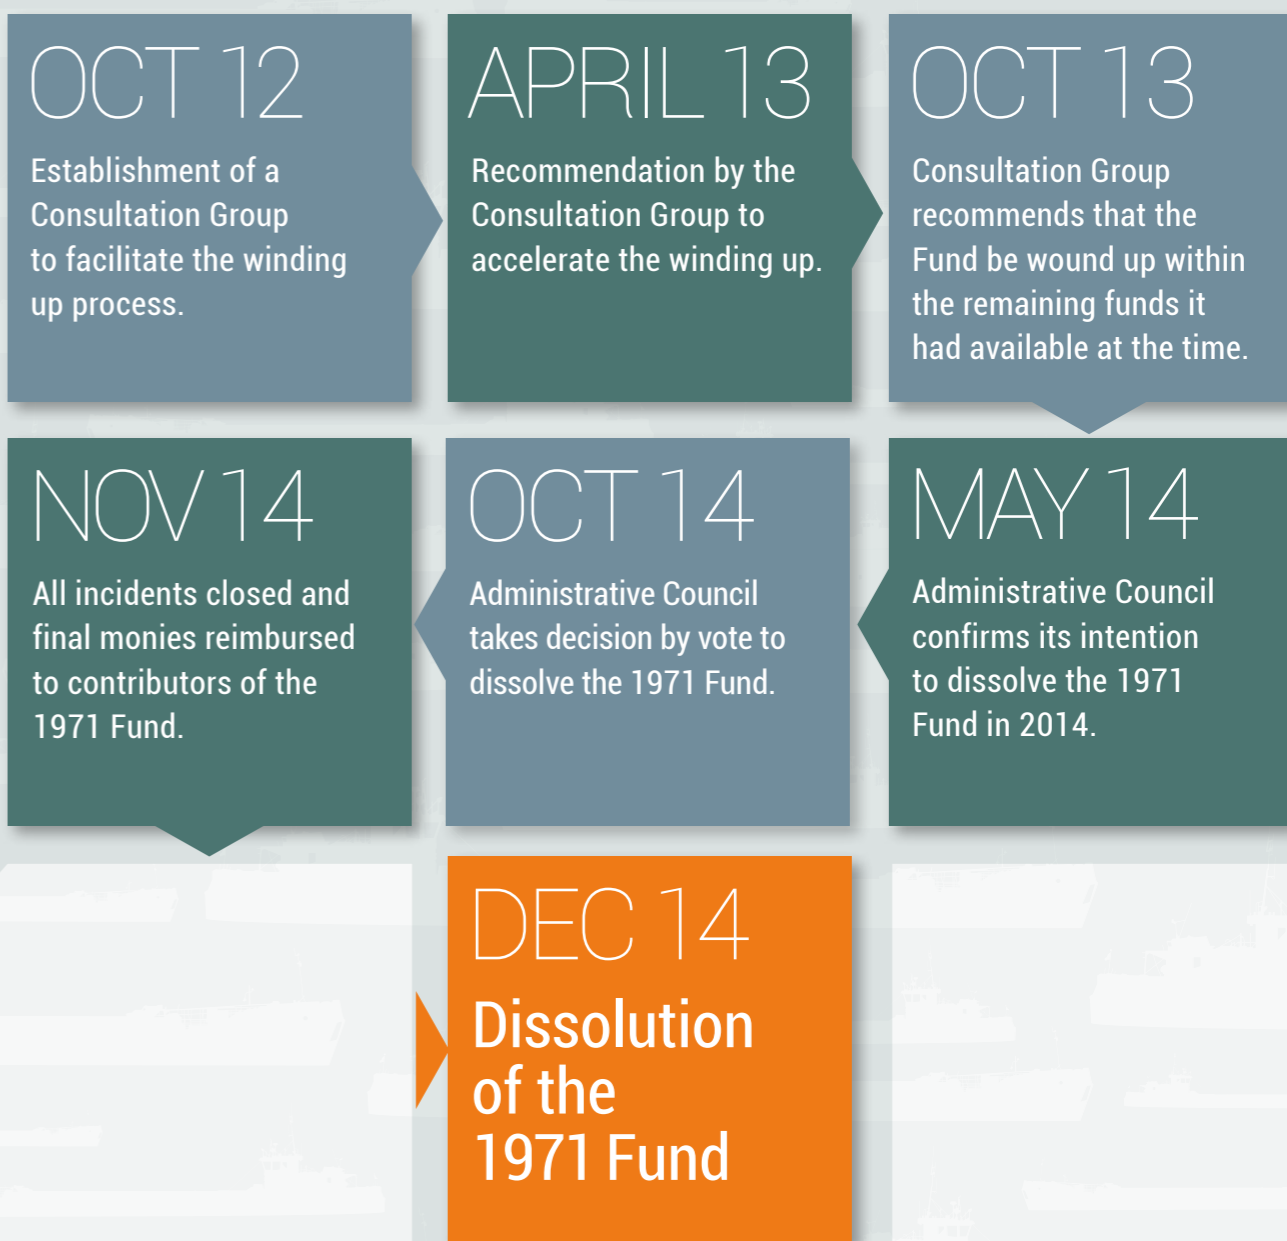 OCT 12
Establishment of a
Consultation Group
to facilitate the winding
up process.
APRIL 13
Recommendation by the
Consultation Group to
accelerate the winding up.
OCT 13
Consultation Group
recommends that the
Fund be wound up within
the remaining funds it
had available at the time.
MAY 14
Administrative Council
confirms its intention
to dissolve the 1971
Fund in 2014.
OCT 14
Administrative Council
takes decision by vote to
dissolve the 1971 Fund.
NOV 14
All incidents closed and
final monies reimbursed
to contributors of the
1971 Fund.
DEC 14
Dissolution
of the
1971 Fund